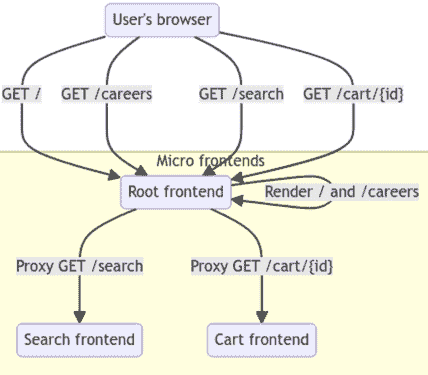 User's browser
GET /
GET /careers
GET /search
GET /cart/{id}
Micro frontends
Root frontend
Render / and /careers
Proxy GET /search
Proxy GET /cart/{id}
Search frontend
Cart frontend